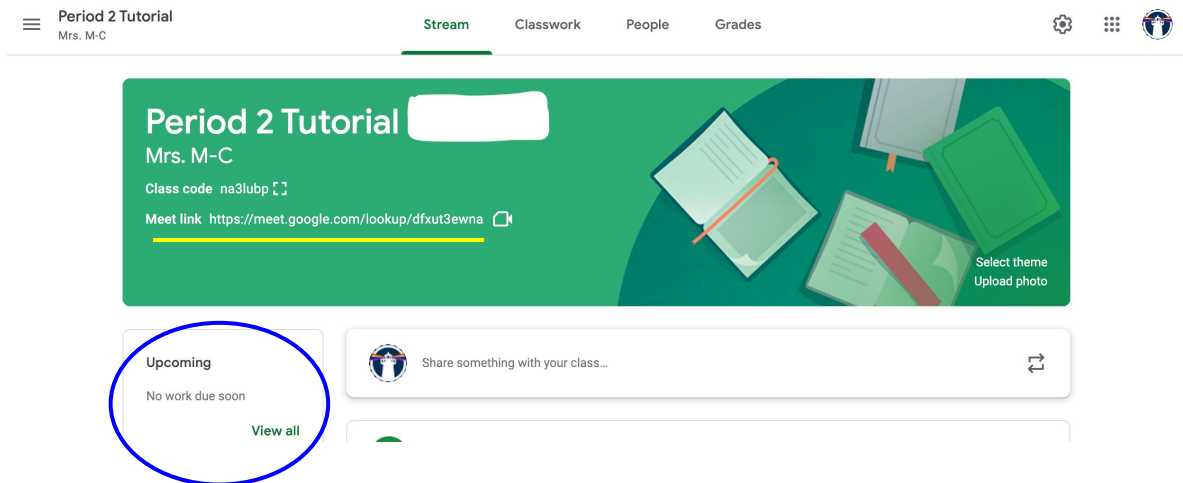 Period 2 Tutorial
Mrs. M-C
Stream Classwork People Grades
Period 2 Tutorial
Mrs. M-C
Class code na3lubp
Meet link https://meet.google.com/lookup/dfxut3ewna
Select theme
Upload photo
Upcoming
No work due soon
View all
Share something with your class...